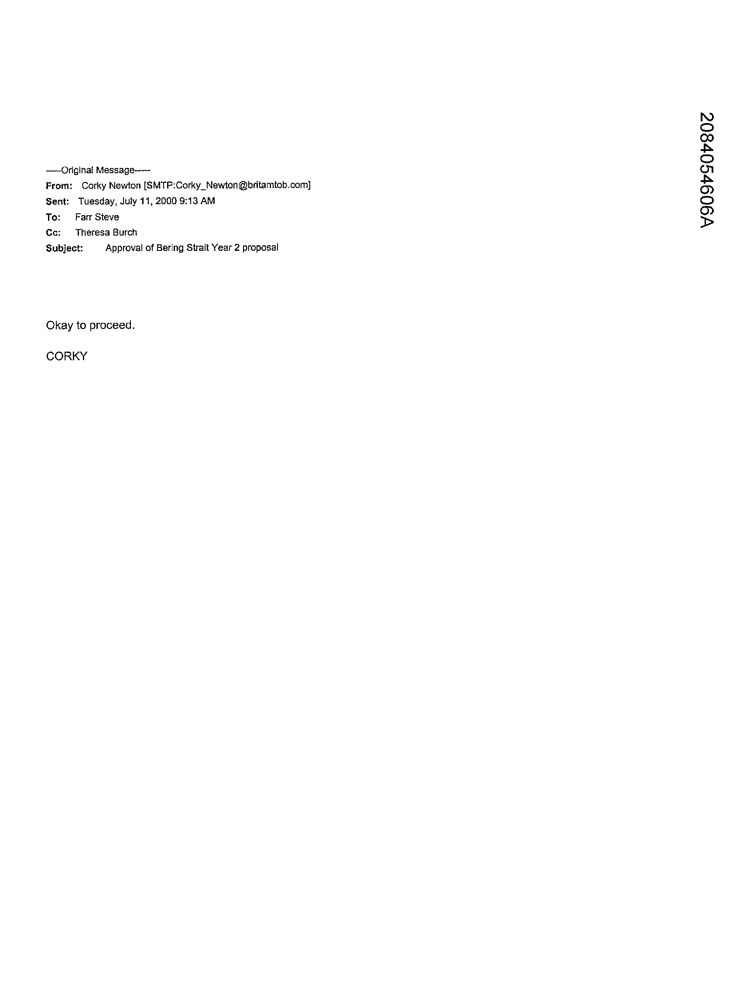 -----Original Message-----
From: Corky Newton [SMTP:Corky_Newton@britamtob.com]
Sent: Tuesday, July 11, 2000 9:13 AM
To: Farr Steve
Cc: Theresa Burch
Subject: Approval of Bering Strait Year 2 proposal
Okay to proceed.
CORKY
2084054606A